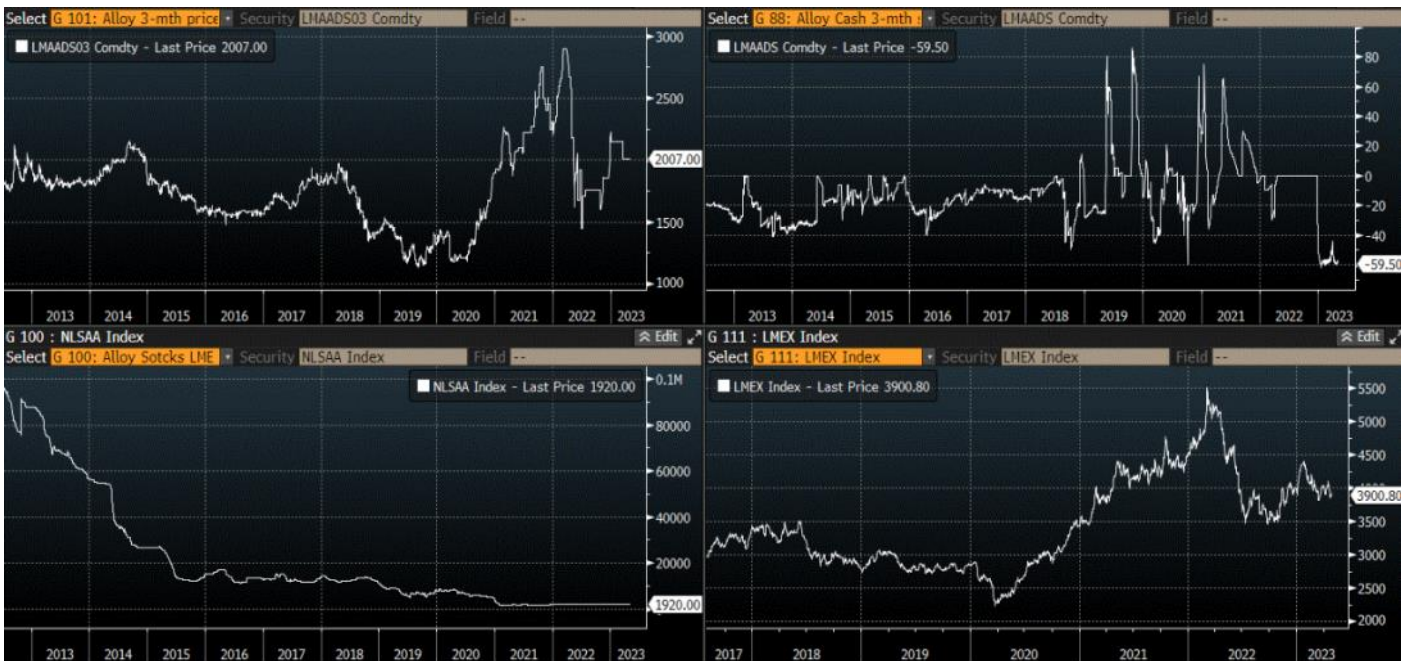 Select G 101: Alloy 3-mth price Security LMAADS03 Comdty Field --
LMAADS03 Comdty - Last Price 2007.00
3000
2500
2007.00
1500
1000
2013 2014 2015 2016 2017 2018 2019 2020 2021 2022 2023
Select G 88: Alloy Cash 3-mth Security LMAADS Comdty Field --
LMAADS Comdty - Last Price -59.50
80
60
40
20
0
-20
-40
-59.50
2013 2014 2015 2016 2017 2018 2019 2020 2021 2022 2023
G 100 : NLSAA Index Edit
Select G 100: Alloy Sotcks LME Security NLSAA Index Field --
NLSAA Index - Last Price 1920.00
0.1M
80000
60000
40000
20000
1920.00
2013 2014 2015 2016 2017 2018 2019 2020 2021 2022 2023
G 111 : LMEX Index Edit
Select G 111: LMEX Index Security LMEX Index Field --
LMEX Index - Last Price 3900.80
5500
5000
4500
3900.80
3500
3000
2500
2000
2017 2018 2019 2020 2021 2022 2023